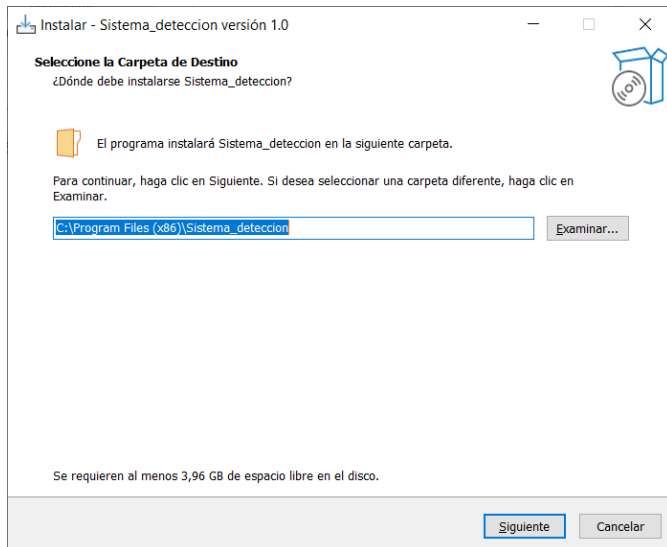 Instalar - Sistema_deteccion versión 1.0
Seleccione la Carpeta de Destino
¿Dónde debe instalarse Sistema_deteccion?
El programa instalará Sistema_deteccion en la siguiente carpeta.
Para continuar, haga clic en Siguiente. Si desea seleccionar una carpeta diferente, haga clic en
Examinar.
C:\Program Files (x86)\Sistema_deteccion
Examinar...
Se requieren al menos 3,96 GB de espacio libre en el disco.
Siguiente
Cancelar